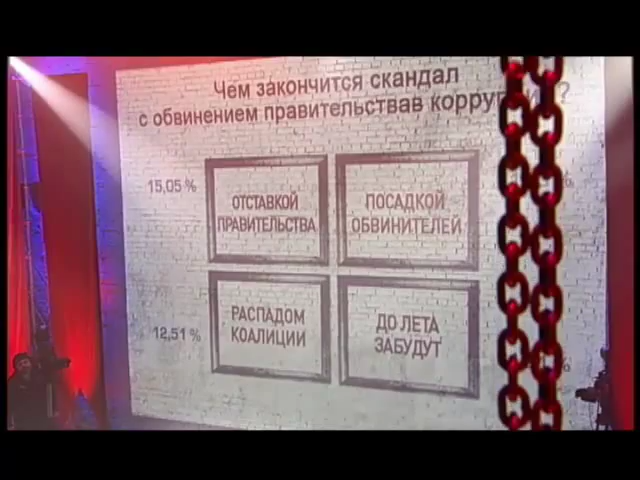 Чем закончится скандал
с обвинением правительствав
15,05 %
ОТСТАВКОЙ
ПРАВИТЕЛЬСТВА
ПОСАДКОЙ
ОБВИНИТЕЛЕЙ
12,51 %
РАСПАДОМ
КОАЛИЦИИ
ДО ЛЕТА
ЗАБУДУТ